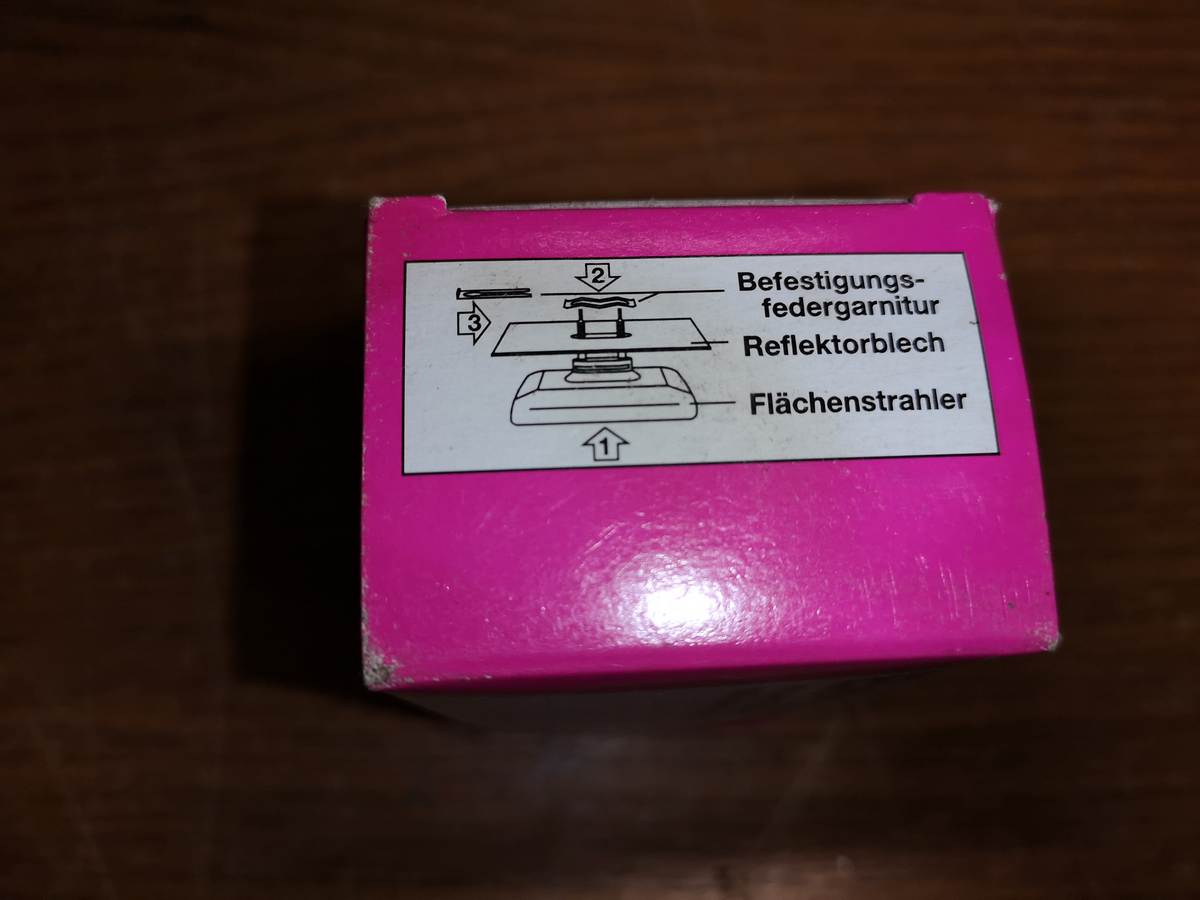 2
Befestigungs-
federgarnitur
3
Reflektorblech
Flächenstrahler
1